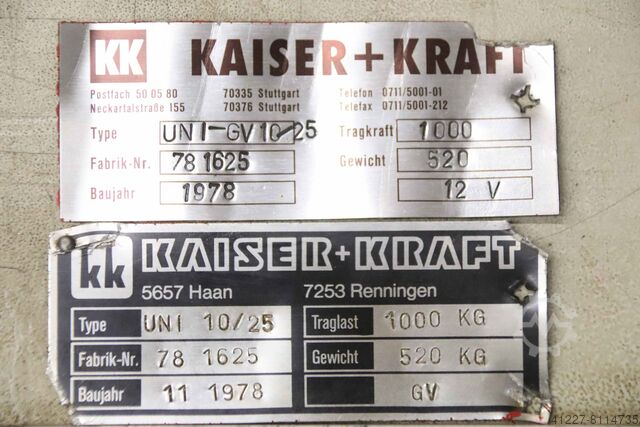 KK KAISER+KRAFT
Postfach 50 05 80 70335 Stuttgart Telefon 0711/5001-01
Neckartalstraße 155 70376 Stuttgart Telefax 0711/5001-212
Type UNI-GV10/25 Tragkraft 1000
Fabrik-Nr. 78 1625 Gewicht 520
Baujahr 1978 12 V
kk KAISER+KRAFT
5657 Haan 7253 Renningen
Type UNI 10/25 Traglast 1000 KG
Fabrik-Nr. 78 1625 Gewicht 520 KG
Baujahr 11 1978 GV
41227-8114735